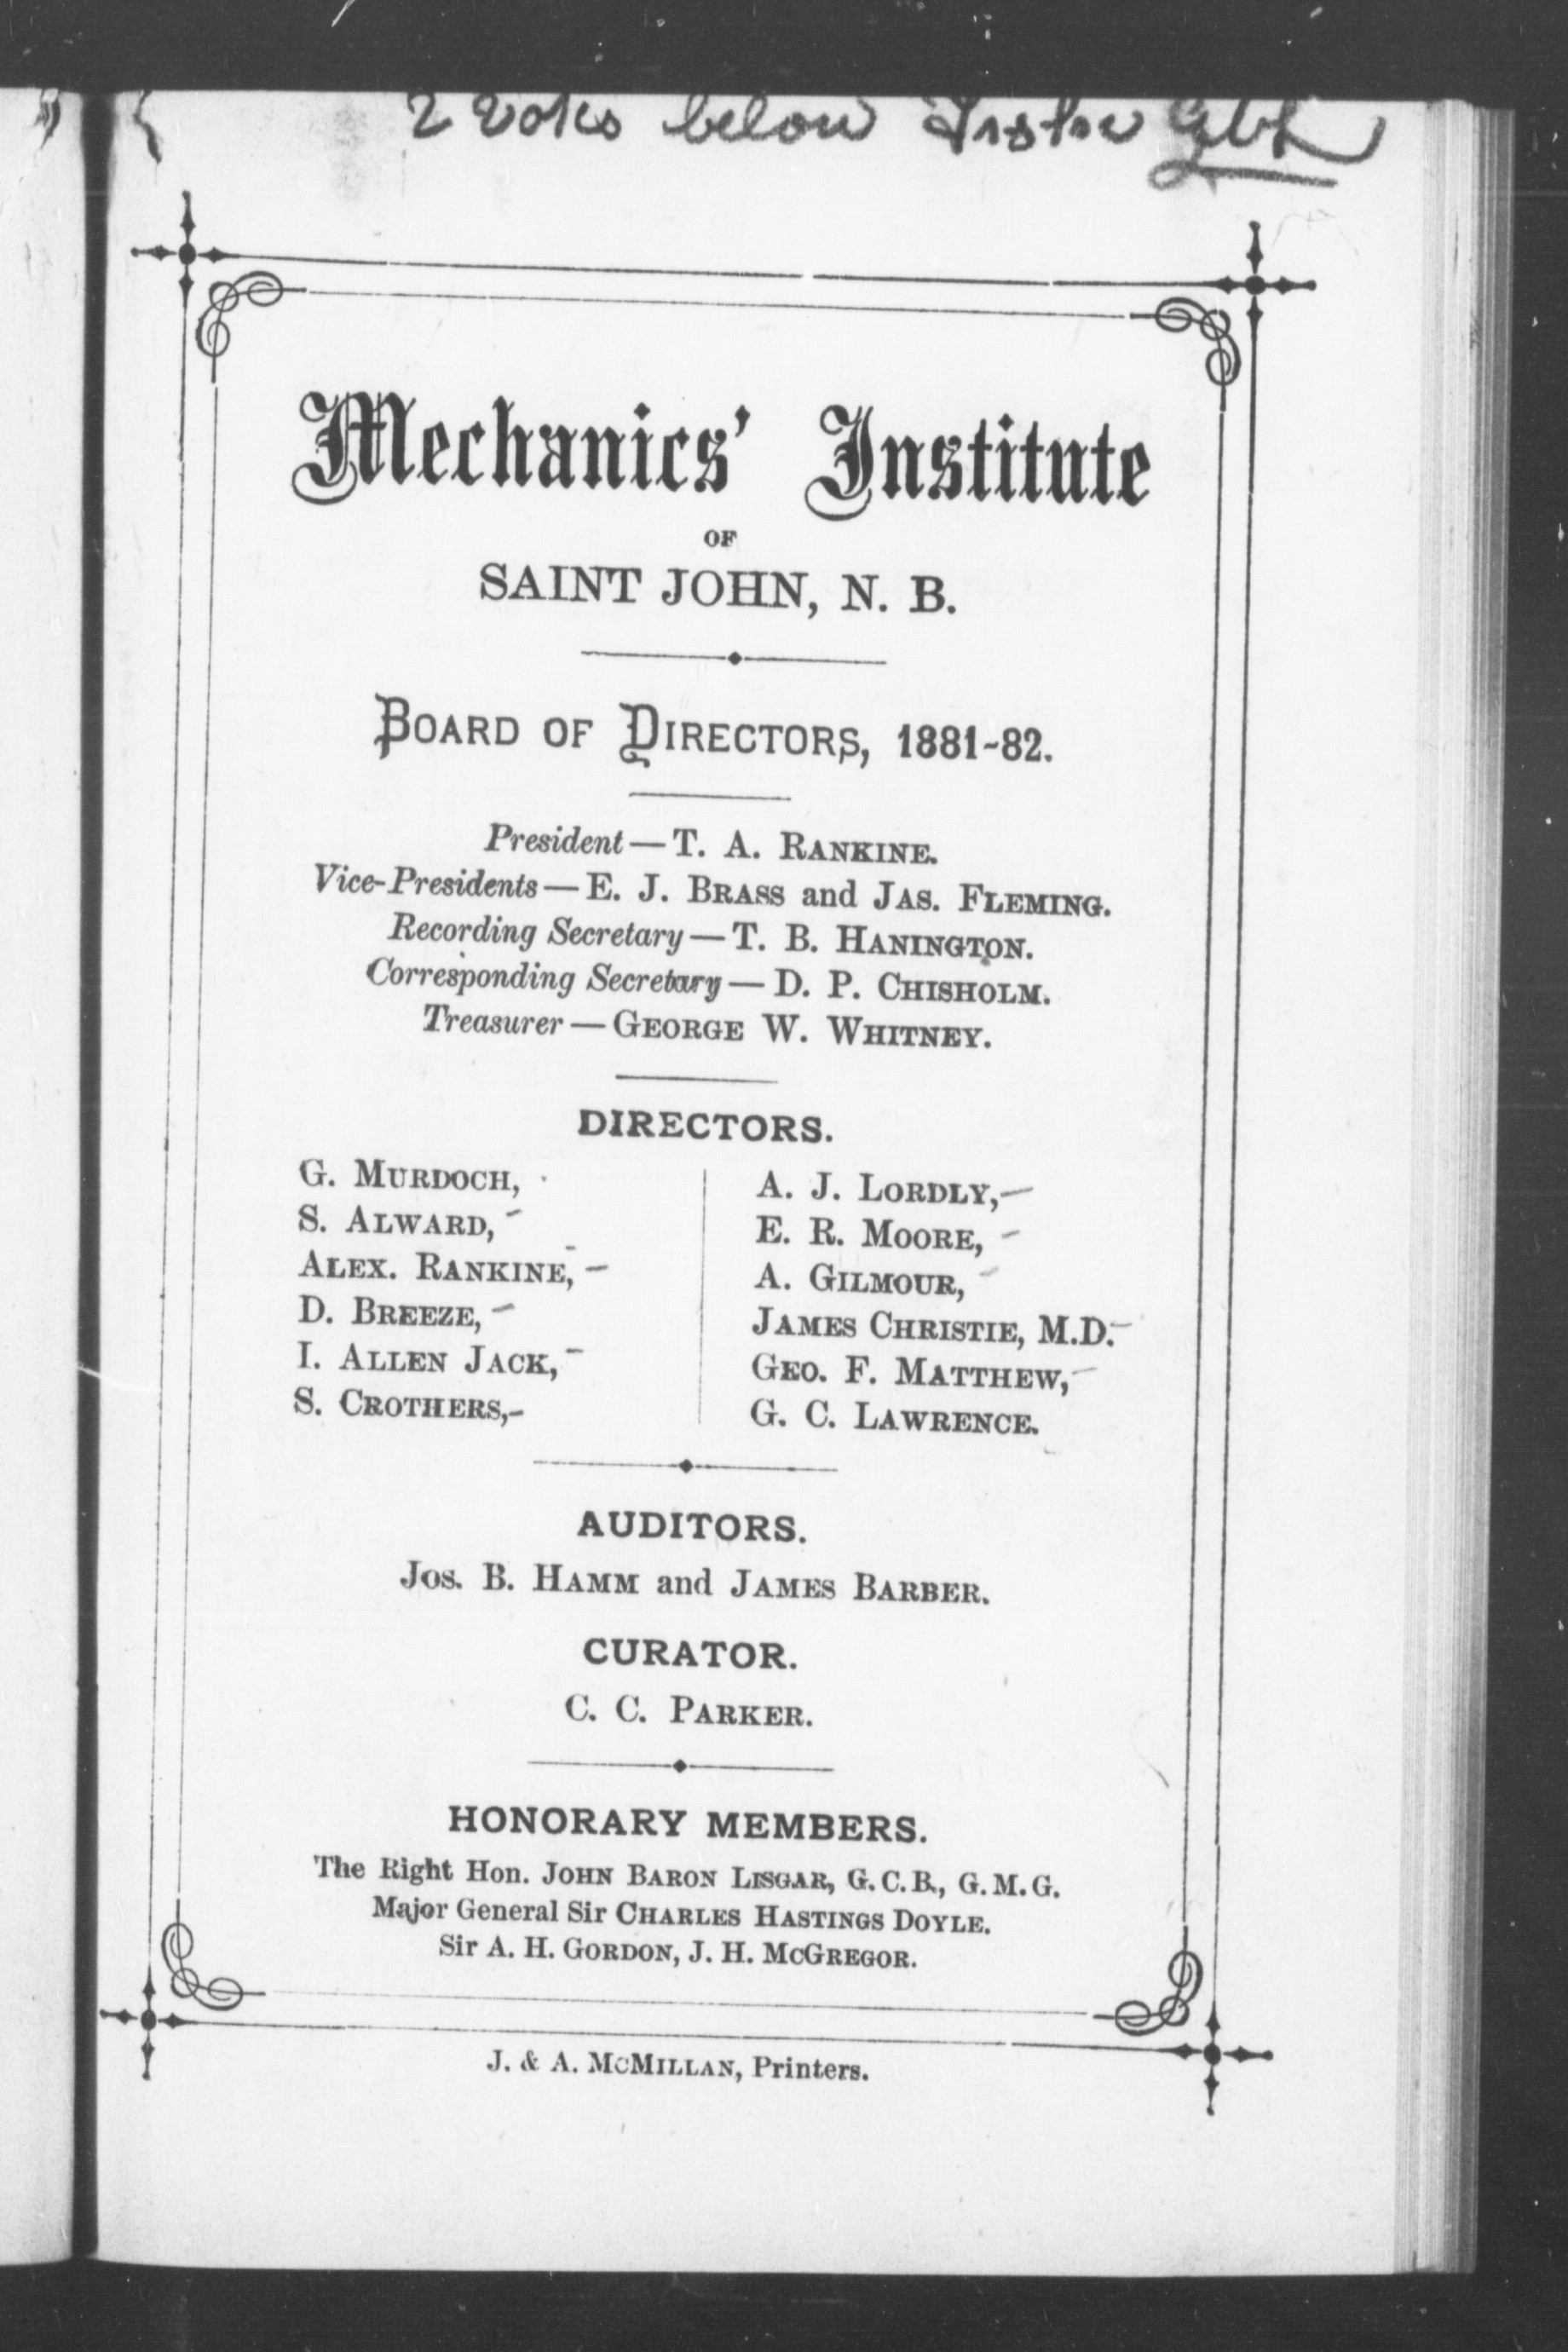 2 below
Mechanics' Institute
OF
SAINT JOHN, N. B.
BOARD OF DIRECTORS, 1881-82.
President—T. A. RANKINE.
Vice-Presidents—E. J. BRASS and JAS. FLEMING.
Recording Secretary—T. B. HANINGTON.
Corresponding Secretary—D. P. CHISHOLM.
Treasurer—GEORGE W. WHITNEY.
DIRECTORS.
G. MURDOCH,
S. ALWARD,
ALEX. RANKINE,
D. BREEZE,
I. ALLEN JACK,
S. CROTHERS,
A. J. LORDLY,
E. R. MOORE,
A. GILMOUR,
JAMES CHRISTIE, M.D.
GEO. F. MATTHEW,
G. C. LAWRENCE.
AUDITORS.
JOS. B. HAMM and JAMES BARBER.
CURATOR.
C. C. PARKER.
HONORARY MEMBERS.
The Right Hon. JOHN BARON LISGAR, G.C.B., G.M.G.
Major General Sir CHARLES HASTINGS DOYLE.
Sir A. H. GORDON, J. H. MCGREGOR.
J. & A. MCMILLAN, Printers.